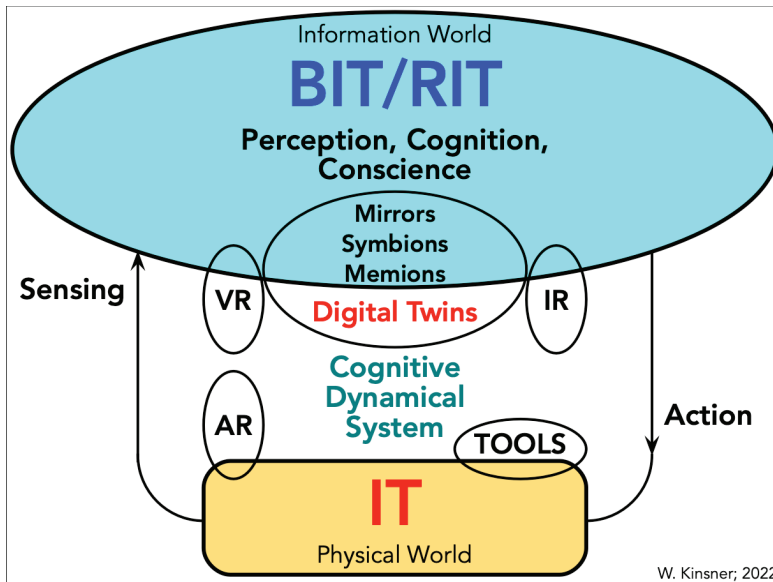 Information World
BIT/RIT
Perception, Cognition,
Conscience
Mirrors
Symbions
Memions
Sensing
VR
Digital Twins
IR
Cognitive
Dynamical
System
AR
TOOLS
Action
IT
Physical World
W. Kinsner; 2022